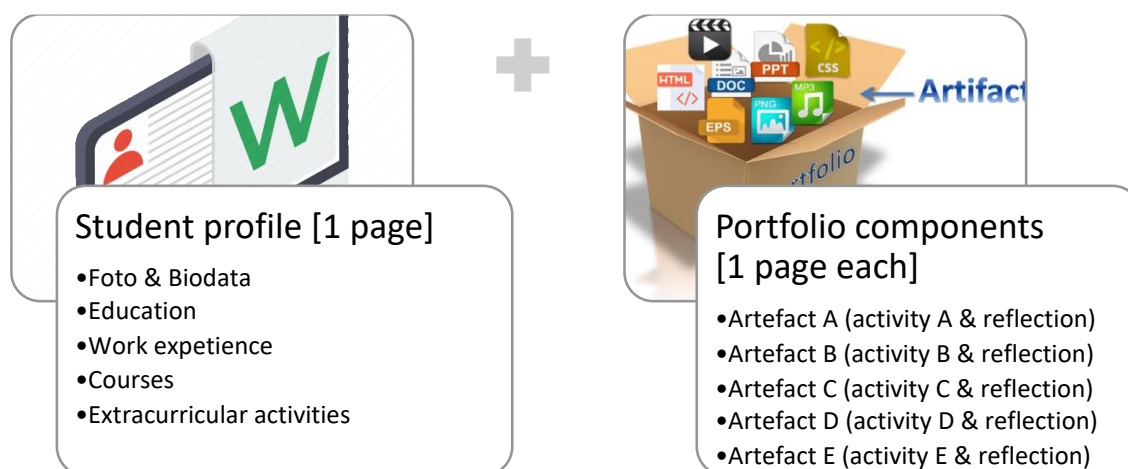 W
HTML
</>
DOC
PPT
</>
CSS
EPS
PNG
MP3
Artifact
rtfolio
Student profile [1 page]
•Foto & Biodata
•Education
•Work expetience
•Courses
•Extracurricular activities
Portfolio components
[1 page each]
•Artefact A (activity A & reflection)
•Artefact B (activity B & reflection)
•Artefact C (activity C & reflection)
•Artefact D (activity D & reflection)
•Artefact E (activity E & reflection)